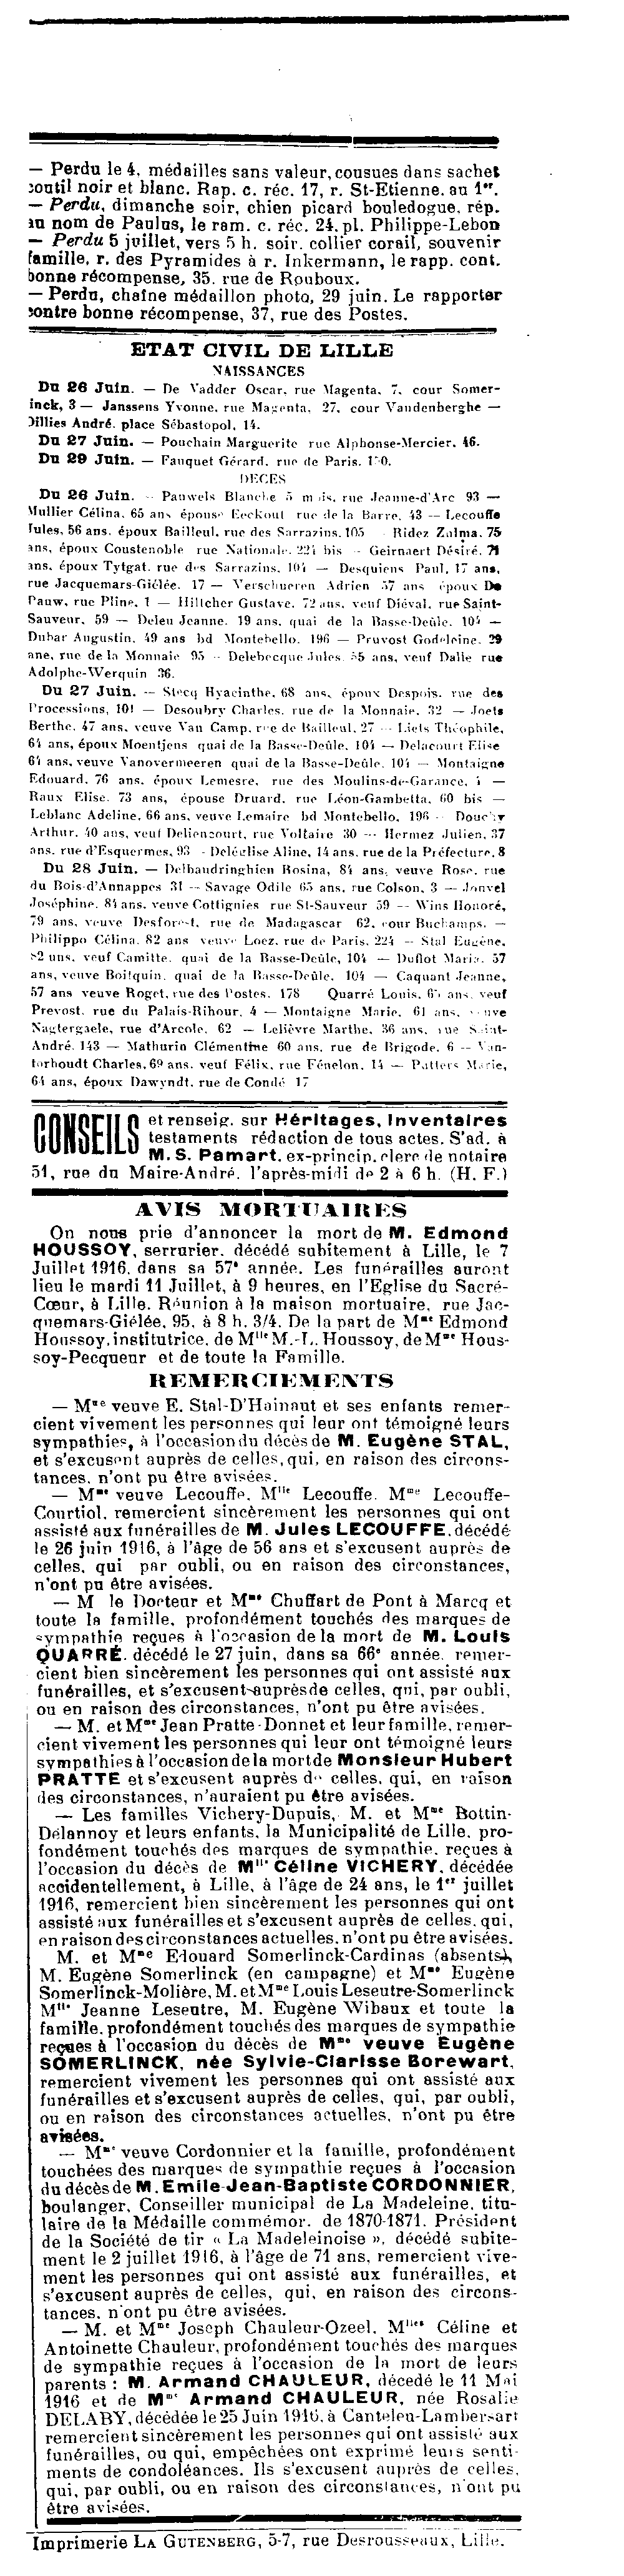 — Perdu le 4, médailles sans valeur, cousues dans sachet
coutil noir et blanc. Rap. c. réc. 17, r. St-Etienne, au 1er.
— Perdu, dimanche soir, chien picard bouledogue, rép.
au nom de Paulus, le ram. c. réc. 24, pl. Philippe-Lebon
— Perdu 5 juillet, vers 5 h. soir, collier corail, souvenir
famille, r. des Pyramides à r. Inkermann, le rapp. cont.
bonne récompense, 35, rue de Roubaix.
— Perdu, chaîne médaillon photo, 29 juin. Le rapporter
contre bonne récompense, 37, rue des Postes.
ETAT CIVIL DE LILLE
NAISSANCES
Du 26 Juin. — De Vadder Oscar, rue Magenta, 7, cour Somer-
inck, 3 — Janssens Yvonne, rue Magenta, 27, cour Vandenberghe —
Dillies André, place Sébastopol, 14.
Du 27 Juin. — Pouchain Marguerite rue Alphonse-Mercier, 46.
Du 29 Juin. — Fauquet Gérard, rue de Paris,
DECES
Du 26 Juin. — Pauwels Blanche 5 mois, rue Jeanne-d'Arc 93 —
Mullier Célina, 65 ans épouse Eeckout rue de la Barre, 43 — Lecouffe
Jules, 56 ans, époux Bailleul, rue des Sarrazins, 105 — Ridez Zulma, 75
ans, époux Coustenoble rue Nationale, 224 bis — Geirnaert Désiré, 71
ans, époux Tytgat, rue des Sarrazins, 104 — Desquiens Paul, 17 ans,
rue Jacquemars-Giélée, 17 — Verschueren Adrien 57 ans époux De
Pauw, rue Pline, 1 — Hillcher Gustave, 72 ans, veuf Diéval, rue Saint-
Sauveur, 59 — Deleu Jeanne, 19 ans, quai de la Basse-Deûle, 104 —
Dubar Augustin, 49 ans bd Montebello, 196 — Pruvost Godeleine, 29
ans, rue de la Monnaie 95 — Delebecque Jules 55 ans, veuf Dalle rue
Adolphe-Werquin 36.
Du 27 Juin. — Stecq Hyacinthe, 68 ans, époux Despois, rue des
Processions, 101 — Desoubry Charles, rue de la Monnaie, 32 — Joets
Berthe, 47 ans, veuve Van Camp, rue de Bailleul, 27 — Liets Théophile,
64 ans, époux Moentjens quai de la Basse-Deûle, 104 — Delacourt Elise
64 ans, veuve Vanovermeeren quai de la Basse-Deûle, 104 — Montaigne
Edouard, 76 ans, époux Lemesre, rue des Moulins-de-Garance, 4 —
Raux Elise, 73 ans, épouse Druard, rue Léon-Gambetta, 60 bis —
Leblanc Adeline, 66 ans, veuve Lemaire bd Montebello, 196 —
Arthur, 40 ans, veuf Deliencourt, rue Voltaire 30 — Hermez Julien, 37
ans, rue d'Esquermes, 93 — Deléglise Aline, 14 ans, rue de la Préfecture, 8
Du 28 Juin. — Delbaudringhien Rosina, 84 ans, veuve Rose, rue
du Bois-d'Annappes 31 — Savage Odile 65 ans, rue Colson, 3 — Jonvel
Joséphine, 84 ans, veuve Cottignies rue St-Sauveur 59 — Wins Honoré,
79 ans, veuve Desforest, rue de Madagascar 62, cour Buchamps. —
Philippo Célina, 82 ans veuve Loez, rue de Paris, 224 — Stal Eugène,
82 ans, veuf Camitte, quai de la Basse-Deûle, 104 — Duflot Maria, 57
ans, veuve Boitquin, quai de la Basse-Deûle, 104 — Caquant Jeanne,
57 ans veuve Roget, rue des Postes, 178 — Quarré Louis, 65 ans, veuf
Prevost, rue du Palais-Rihour, 4 — Montaigne Marie, 61 ans, veuve
Nagtergaele, rue d'Arcole, 62 — Lelièvre Marthe, 36 ans, rue Saint-
André, 143 — Mathurin Clémentine 60 ans, rue de Brigode, 6 — Van-
torhoudt Charles, 69 ans, veuf Félix, rue Fénelon, 14 — Marie,
64 ans, époux Dawyndt, rue de Condé 17
CONSEILS et renseig. sur Héritages, Inventaires
testaments rédaction de tous actes. S'ad. à
M. S. Pamart, ex-princip. clerc de notaire
51, rue du Maire-André, l'après-midi de 2 à 6 h. (H. F.)
AVIS MORTUAIRES
On nous prie d'annoncer la mort de M. Edmond
HOUSSOY, serrurier, décédé subitement à Lille, le 7
Juillet 1916, dans sa 57e année. Les funérailles auront
lieu le mardi 11 Juillet, à 9 heures, en l'Eglise du Sacré-
Cœur, à Lille. Réunion à la maison mortuaire, rue Jac-
quemars-Giélée, 95, à 8 h. 3/4. De la part de Mme Edmond
Houssoy, institutrice, de Mlle M.-L. Houssoy, de Mme Hous-
soy-Pecqueur et de toute la Famille.
REMERCIEMENTS
— Mme veuve E. Stal-D'Hainaut et ses enfants remer-
cient vivement les personnes qui leur ont témoigné leurs
sympathies, à l'occasion du décès de M. Eugène STAL,
et s'excusent auprès de celles, qui, en raison des circons-
tances, n'ont pu être avisées.
— Mme veuve Lecouffe, Mlle Lecouffe, Mme Lecouffe-
Courtiol, remercient sincèrement les personnes qui ont
assisté aux funérailles de M. Jules LECOUFFE, décédé
le 26 juin 1916, à l'âge de 56 ans et s'excusent auprès de
celles, qui par oubli, ou en raison des circonstances,
n'ont pu être avisées.
— M le Docteur et Mme Chuffart de Pont à Marcq et
toute la famille, profondément touchés des marques de
sympathie reçues à l'occasion de la mort de M. Louis
QUARRÉ, décédé le 27 juin, dans sa 66e année, remer-
cient bien sincèrement les personnes qui ont assisté aux
funérailles, et s'excusent auprès de celles, qui, par oubli,
ou en raison des circonstances, n'ont pu être avisées.
— M. et Mme Jean Pratte-Donnet et leur famille, remer-
cient vivement les personnes qui leur ont témoigné leurs
sympathies à l'occasion de la mort de Monsieur Hubert
PRATTE et s'excusent auprès de celles, qui, en raison
des circonstances, n'auraient pu être avisées.
— Les familles Vichery-Dupuis, M. et Mme Bottin-
Delannoy et leurs enfants, la Municipalité de Lille, pro-
fondément touchés des marques de sympathie, reçues à
l'occasion du décès de Mlle Céline VICHERY, décédée
accidentellement, à Lille, à l'âge de 24 ans, le 1er juillet
1916, remercient bien sincèrement les personnes qui ont
assisté aux funérailles et s'excusent auprès de celles, qui,
en raison des circonstances actuelles, n'ont pu être avisées.
M. et Mme Edouard Somerlinck-Cardinas (absents),
M. Eugène Somerlinck (en campagne) et Mme Eugène
Somerlinck-Molière, M. et Mme Louis Leseutre-Somerlinck
Mlle Jeanne Leseutre, M. Eugène Wibaux et toute la
famille, profondément touchés des marques de sympathie
reçues à l'occasion du décès de Mme veuve Eugène
SOMERLINCK, née Sylvie-Clarisse Borewart,
remercient vivement les personnes qui ont assisté aux
funérailles et s'excusent auprès de celles, qui, par oubli,
ou en raison des circonstances actuelles, n'ont pu être
avisées.
— Mme veuve Cordonnier et la famille, profondément
touchées des marques de sympathie reçues à l'occasion
du décès de M. Emile-Jean-Baptiste CORDONNIER,
boulanger, Conseiller municipal de La Madeleine, titu-
laire de la Médaille commémor. de 1870-1871, Président
de la Société de tir « La Madeleinoise », décédé subite-
ment le 2 juillet 1916, à l'âge de 71 ans, remercient vive-
ment les personnes qui ont assisté aux funérailles, et
s'excusent auprès de celles, qui, en raison des circons-
tances, n'ont pu être avisées.
— M. et Mme Joseph Chauleur-Ozeel, Mlles Céline et
Antoinette Chauleur, profondément touchés des marques
de sympathie reçues à l'occasion de la mort de leurs
parents : M. Armand CHAULEUR, décedé le 11 Mai
1916 et de Mme Armand CHAULEUR, née Rosalie
DELABY, décédée le 25 Juin 1916, à Canteleu-Lambersart
remercient sincèrement les personnes qui ont assisté aux
funérailles, ou qui, empêchées ont exprimé leurs senti-
ments de condoléances. Ils s'excusent auprès de celles,
qui, par oubli, ou en raison des circonstances, n'ont pu
être avisées.
Imprimerie LA GUTENBERG, 5-7, rue Desrousseaux, Lille.